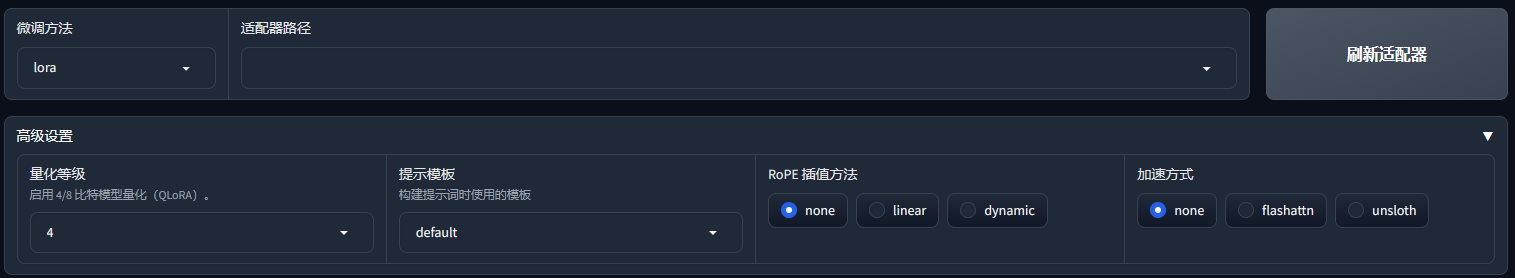 微调方法
适配器路径
lora
刷新适配器
高级设置
▼
量化等级
启用 4/8 比特模型量化（QLoRA）。
4
提示模板
构建提示词时使用的模板
default
RoPE 插值方法
none linear dynamic
加速方式
none flashattn unsloth